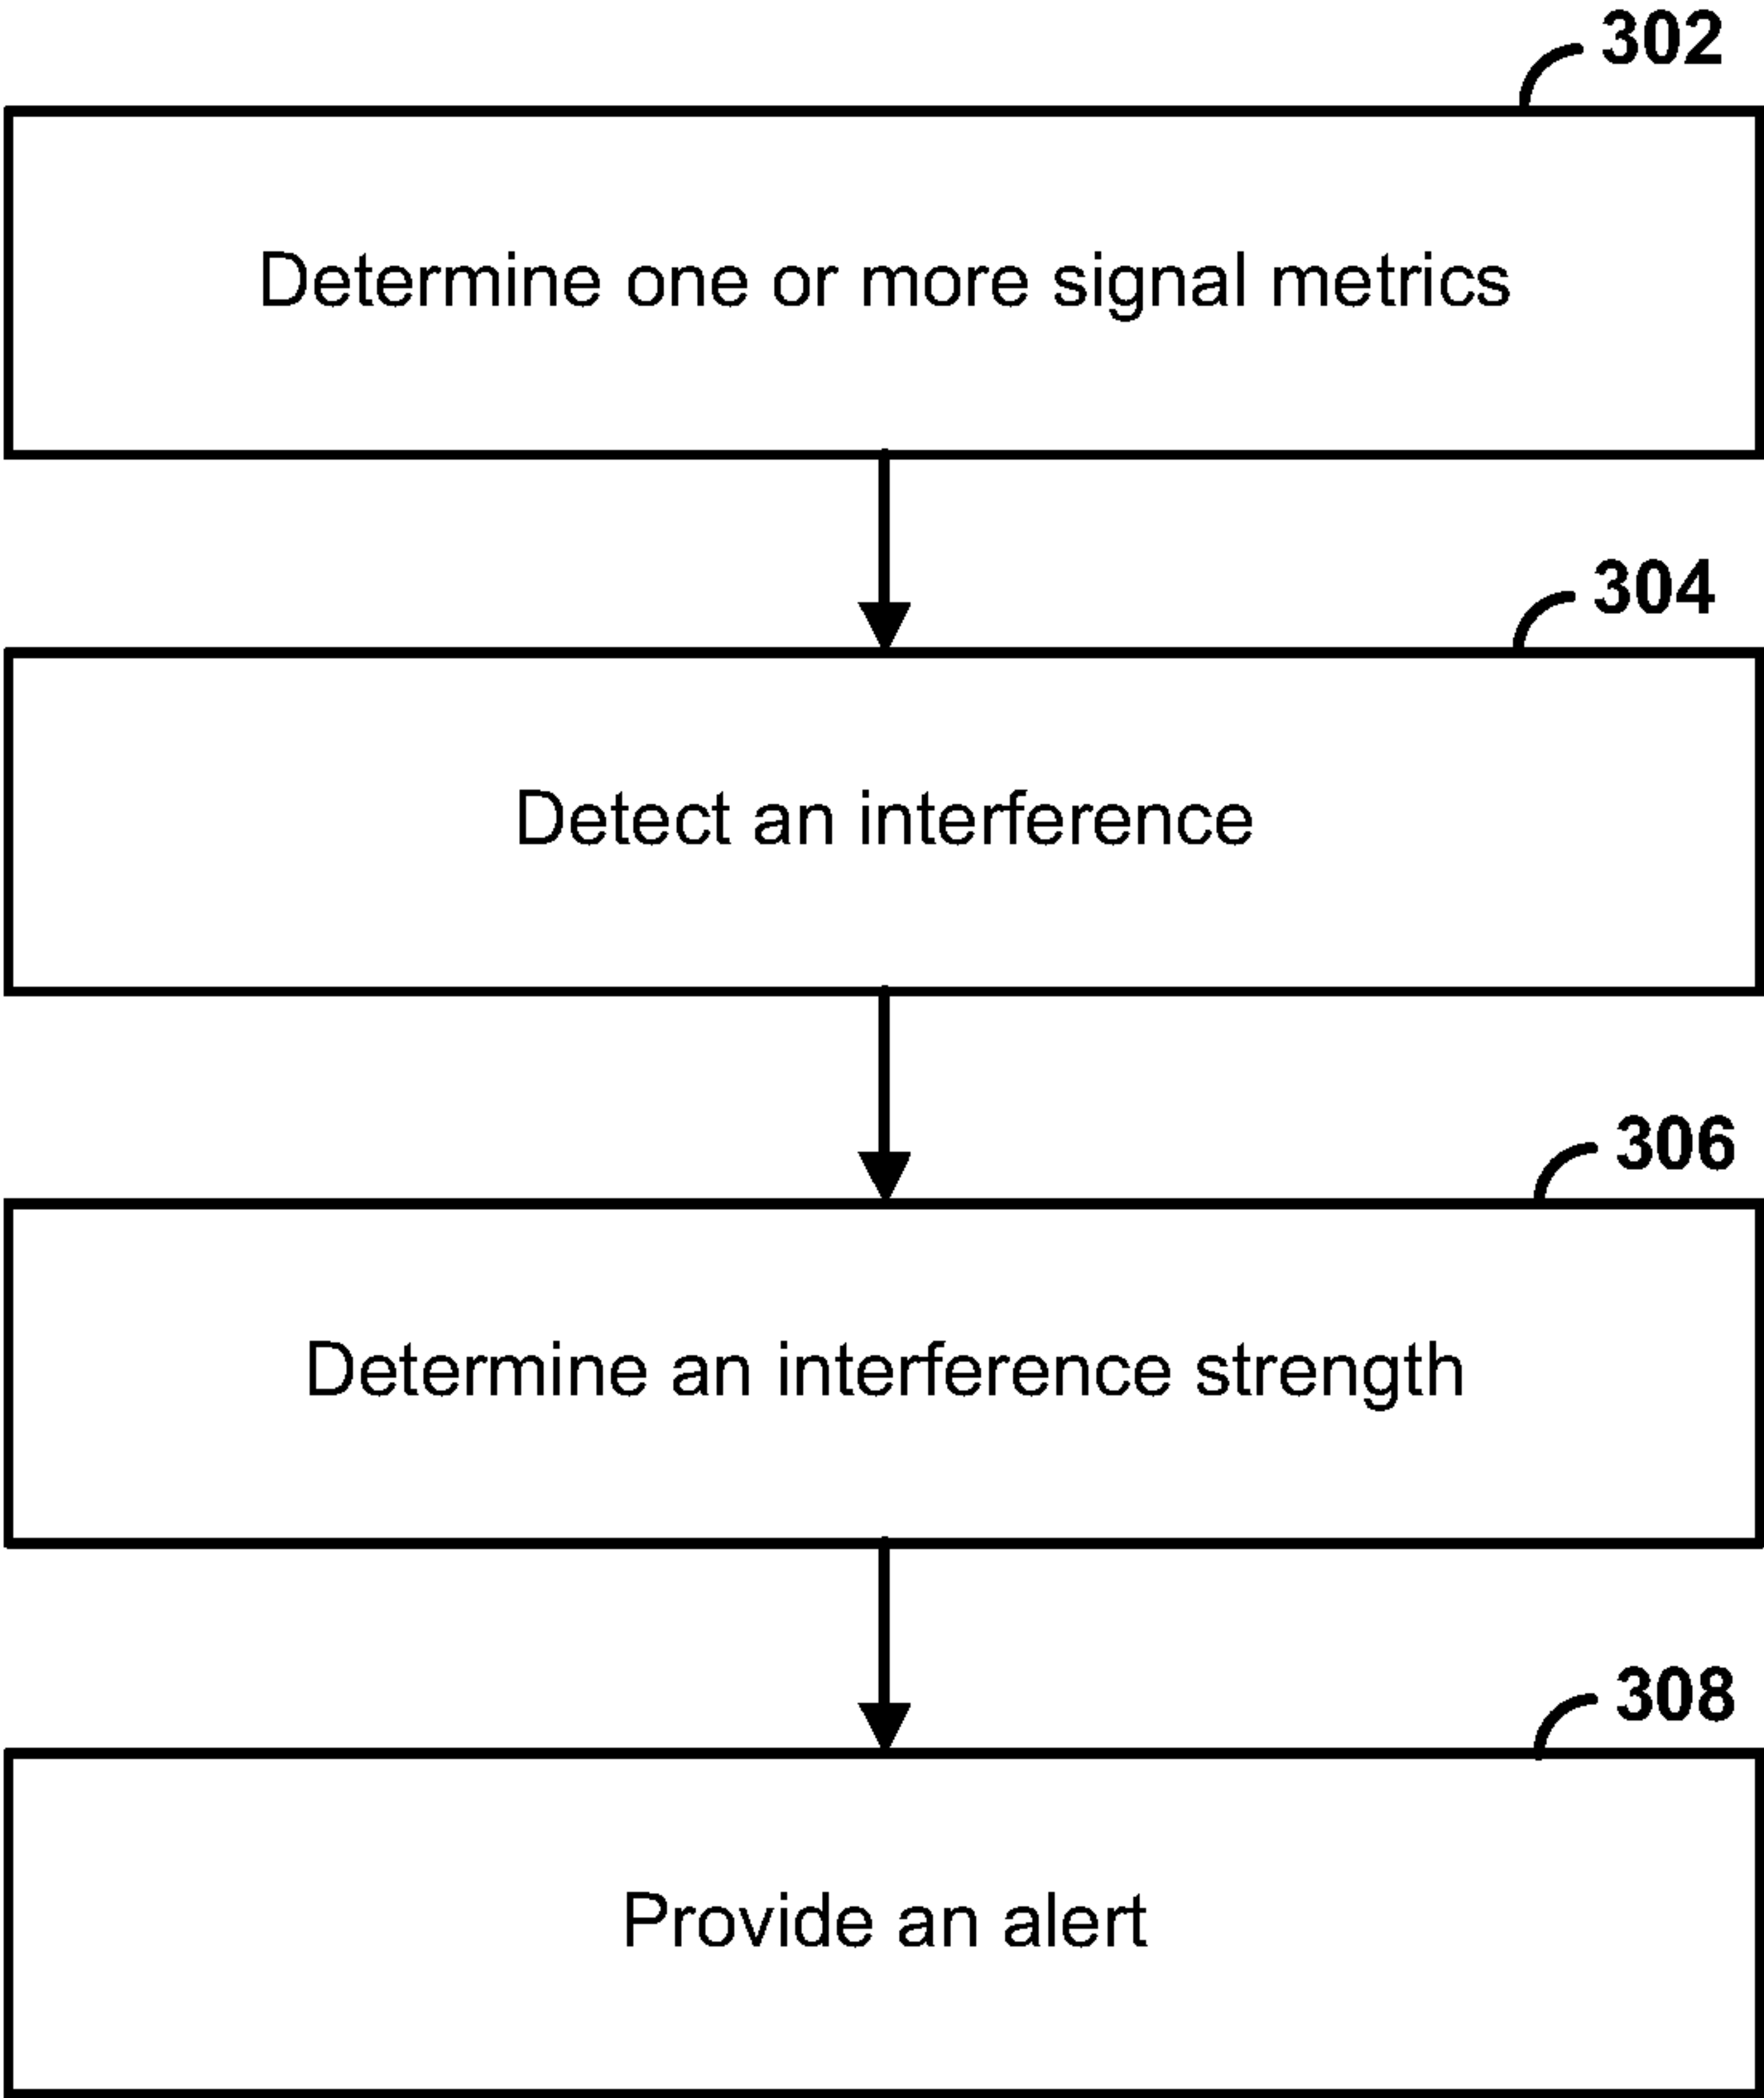 302
Determine one or more signal metrics
304
Detect an interference
306
Determine an interference strength
308
Provide an alert